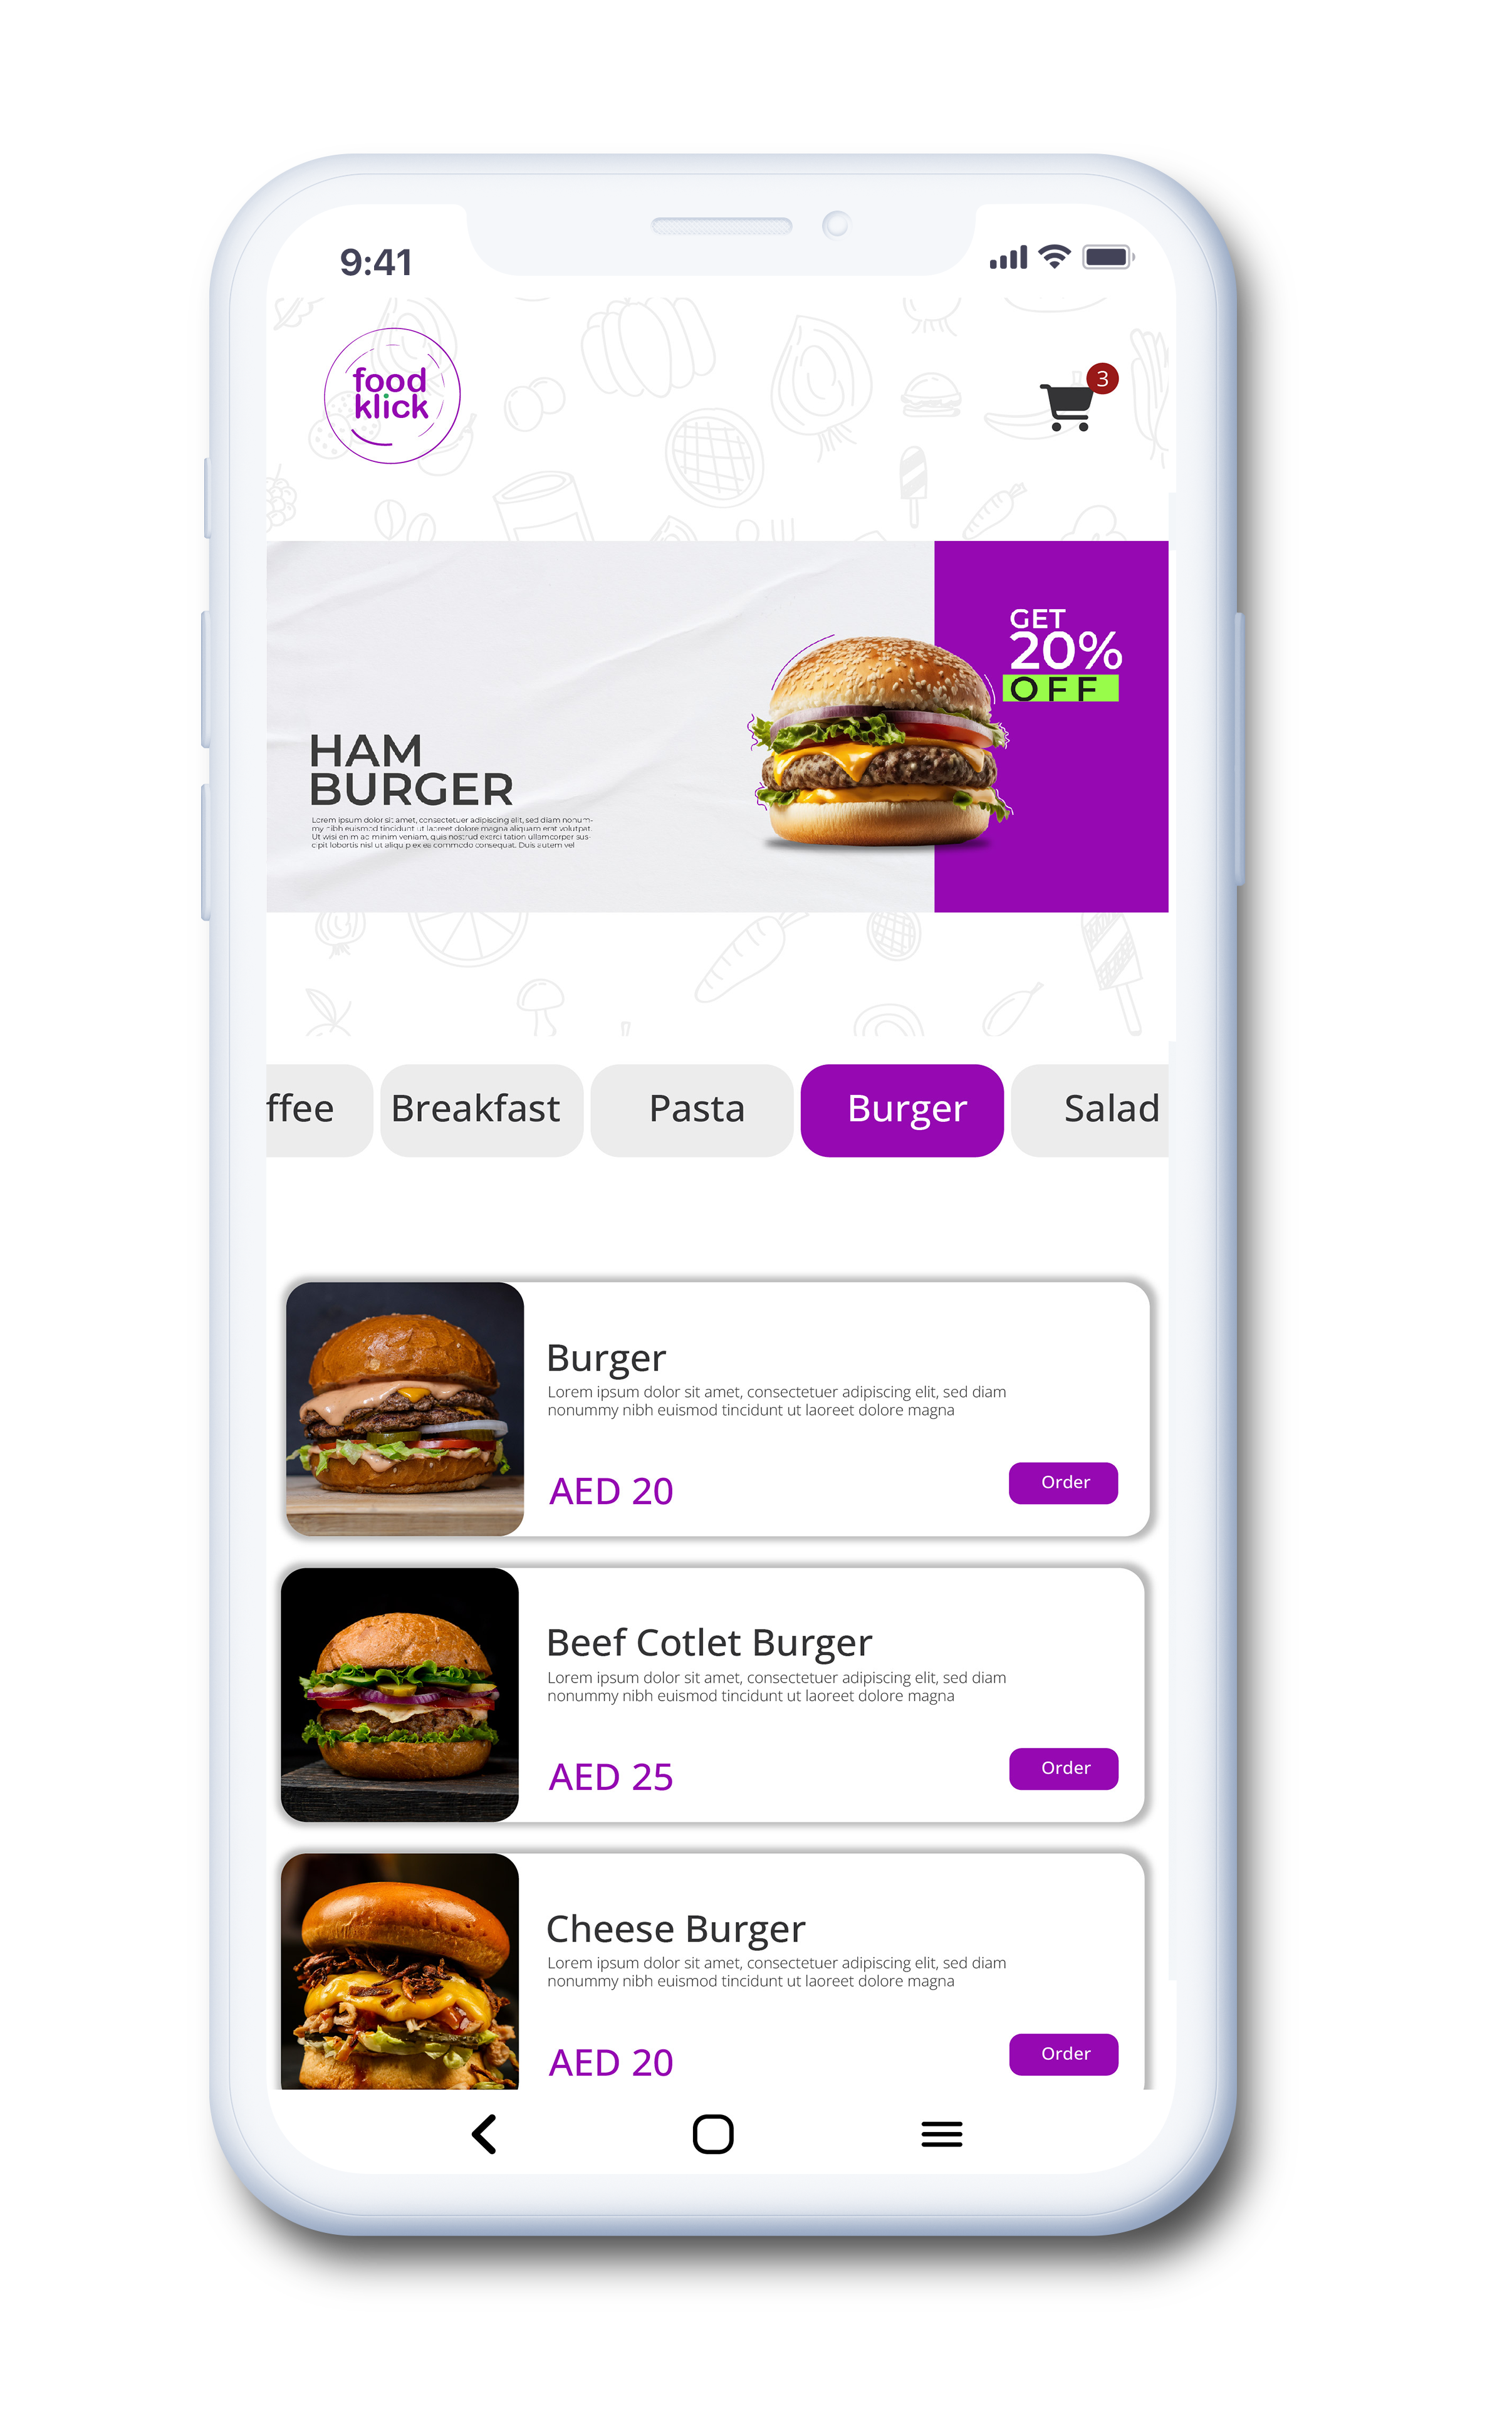 9:41
food
klick
3
GET
20%
OFF
HAM
BURGER
Lorem ipsum dolor sit amet, consectetuer adipiscing elit, sed diam nonum-
my nibh euismod tincidunt ut laoreet dolore magna aliquam erat volutpat.
Ut wisi enim ad minim veniam, quis nostrud exerci tation ullamcorper sus-
cipit lobortis nisl ut aliquip ex ea commodo consequat. Duis autem vel
ffee
Breakfast
Pasta
Burger
Salad
Burger
Lorem ipsum dolor sit amet, consectetuer adipiscing elit, sed diam
nonummy nibh euismod tincidunt ut laoreet dolore magna
AED 20
Order
Beef Cotlet Burger
Lorem ipsum dolor sit amet, consectetuer adipiscing elit, sed diam
nonummy nibh euismod tincidunt ut laoreet dolore magna
AED 25
Order
Cheese Burger
Lorem ipsum dolor sit amet, consectetuer adipiscing elit, sed diam
nonummy nibh euismod tincidunt ut laoreet dolore magna
AED 20
Order